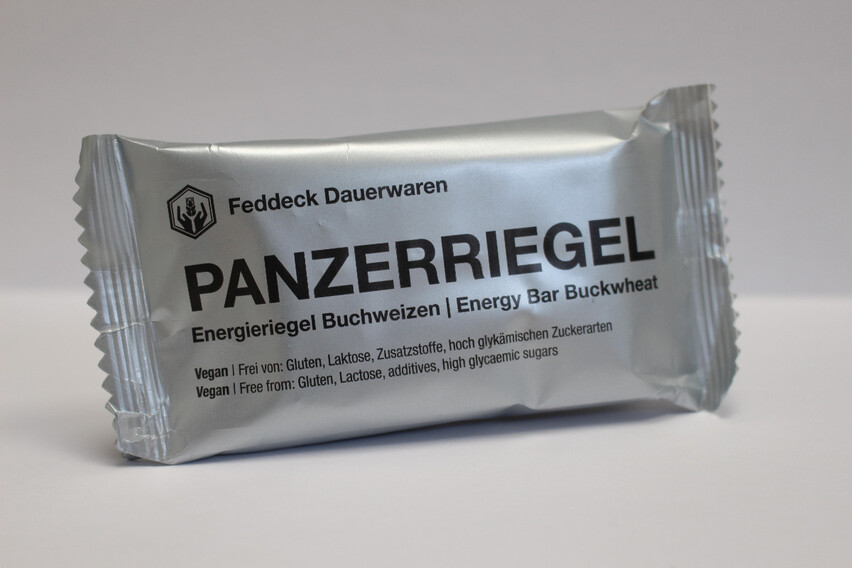 Feddeck Dauerwaren
PANZERRIEGEL
Energieriegel Buchweizen | Energy Bar Buckwheat
Vegan | Frei von: Gluten, Laktose, Zusatzstoffe, hoch glykämischen Zuckerarten
Vegan | Free from: Gluten, Lactose, additives, high glycaemic sugars